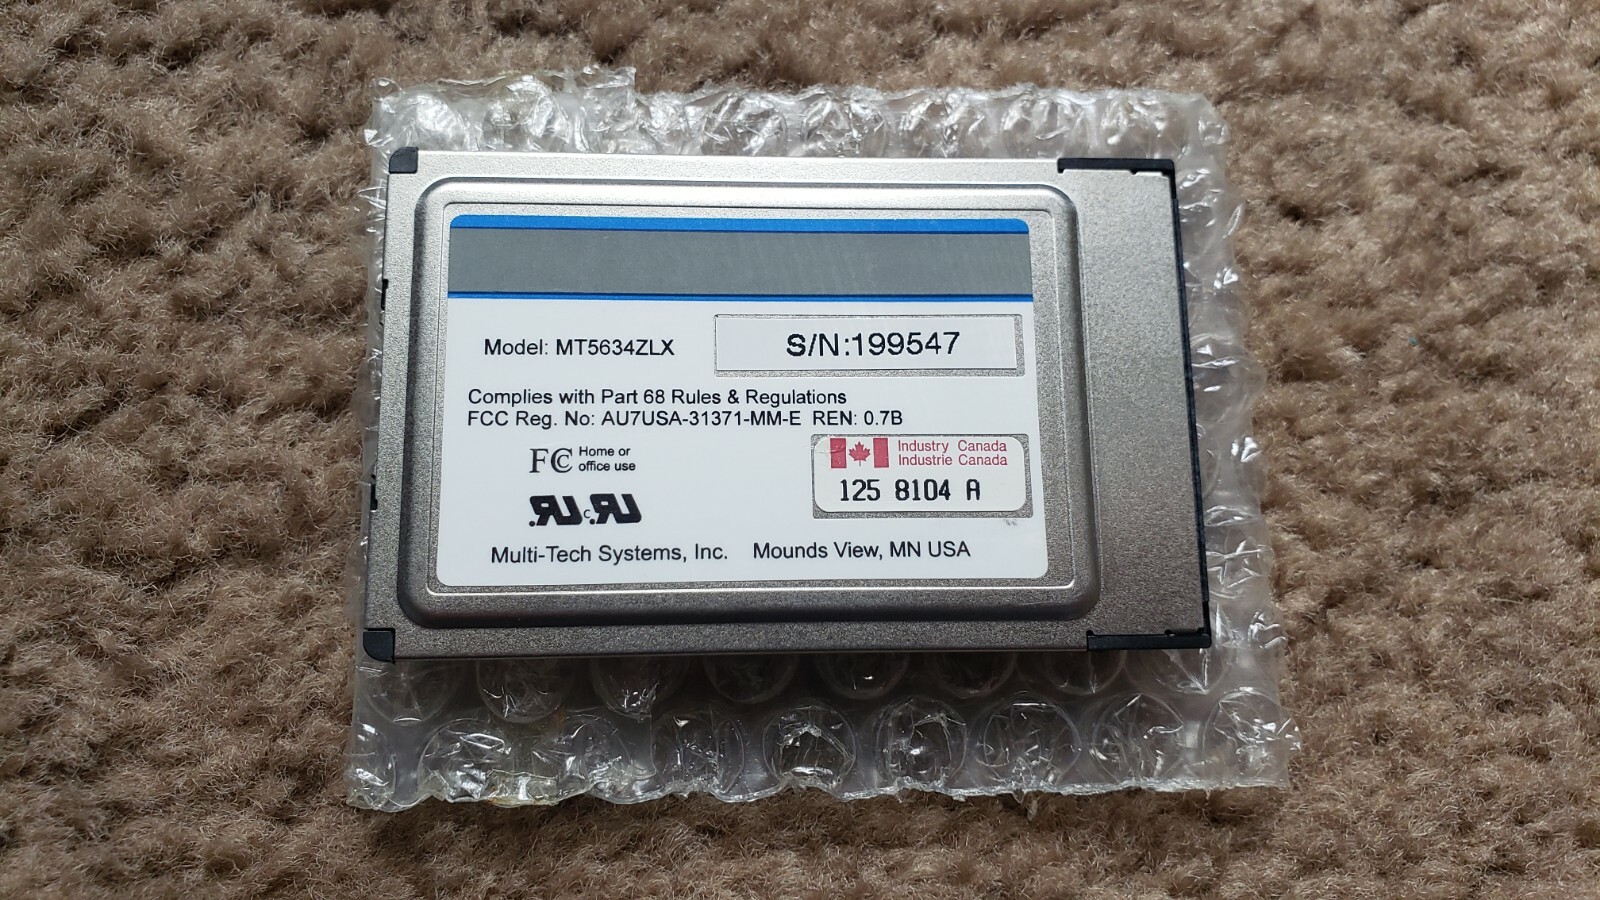 Model: MT5634ZLX
S/N:199547
Complies with Part 68 Rules & Regulations
FCC Reg. No: AU7USA-31371-MM-E REN: 0.7B
FC Home or
office use
Industry Canada
Industrie Canada
125 8104 A
Multi-Tech Systems, Inc. Mounds View, MN USA